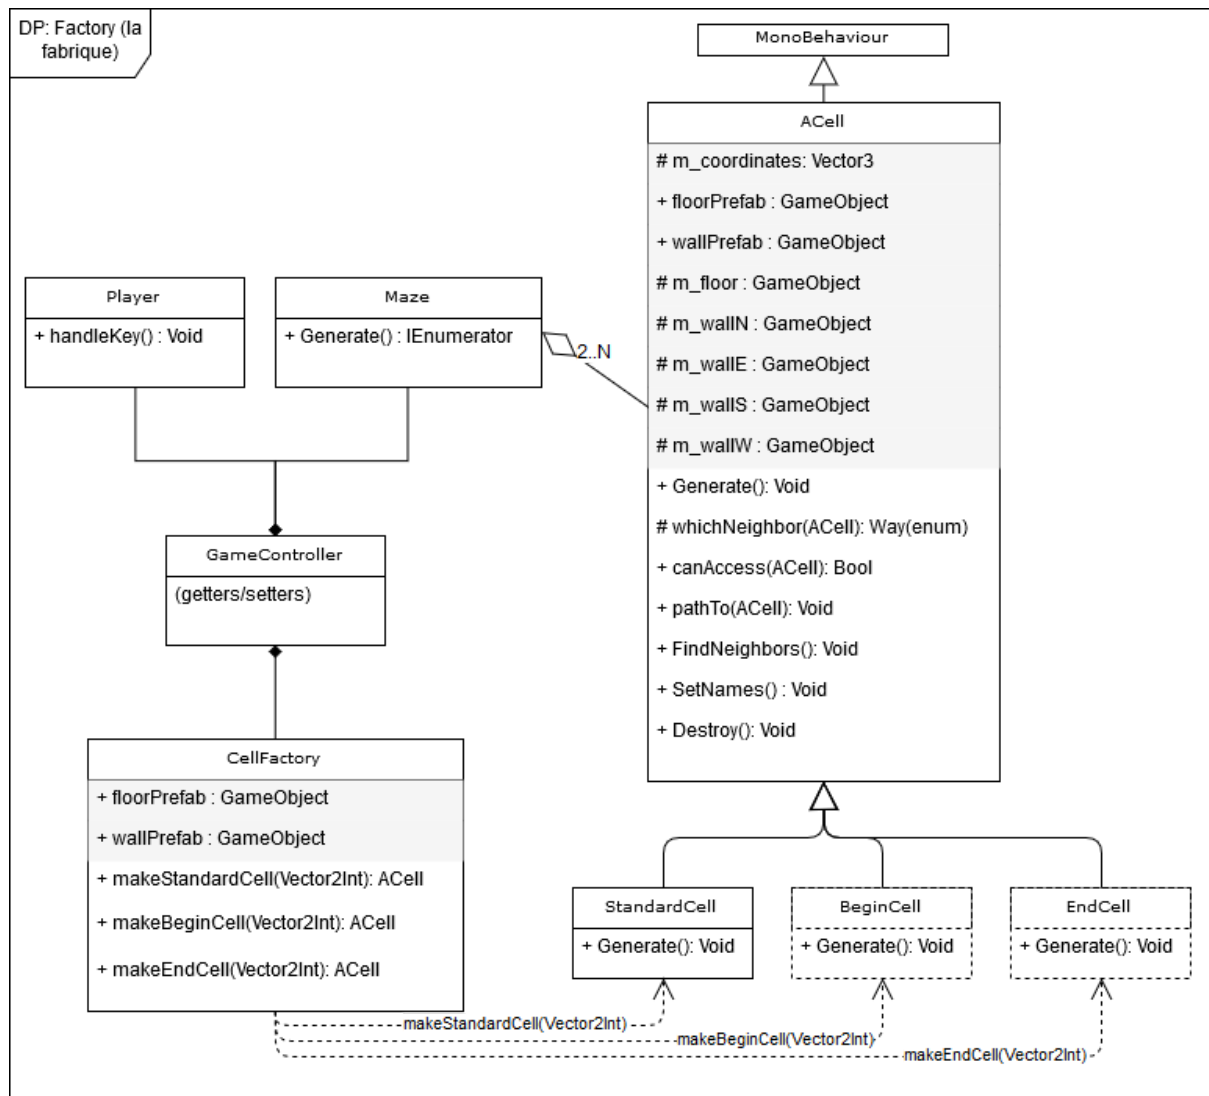 DP: Factory (la
fabrique)
MonoBehaviour
ACell
# m_coordinates: Vector3
+ floorPrefab : GameObject
+ wallPrefab : GameObject
# m_floor : GameObject
# m_wallN : GameObject
# m_wallE : GameObject
# m_wallS : GameObject
# m_wallW : GameObject
+ Generate(): Void
# whichNeighbor(ACell): Way(enum)
+ canAccess(ACell): Bool
+ pathTo(ACell): Void
+ FindNeighbors(): Void
+ SetNames() : Void
+ Destroy(): Void
Player
+ handleKey() : Void
Maze
+ Generate() : IEnumerator
2..N
GameController
(getters/setters)
CellFactory
+ floorPrefab : GameObject
+ wallPrefab : GameObject
+ makeStandardCell(Vector2Int): ACell
+ makeBeginCell(Vector2Int): ACell
+ makeEndCell(Vector2Int): ACell
StandardCell
+ Generate(): Void
BeginCell
+ Generate(): Void
EndCell
+ Generate(): Void
makeStandardCell(Vector2Int)
makeBeginCell(Vector2Int)
makeEndCell(Vector2Int)